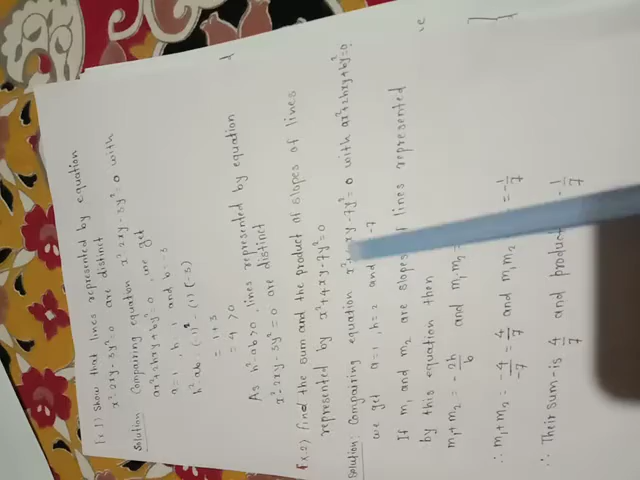 Ex 1) Show that lines represented by equation
x²-2xy-3y²=0 are distinct
Solution Comparing equation x²-2xy-3y²=0 with
ax²+2hxy+by²=0, we get
a=1, h=-1 and b=-3
h²-ab = (-1)² - (1)(-3)
= 1+3
= 4 > 0
As h²-ab>0, lines represented by equation
x²-2xy-3y²=0 are distinct
Ex.2) Find the sum and the product of slopes of lines
represented by x²+4xy-7y²=0
Solution: Comparing equation x² xy-7y²=0 with ax²+2hxy+by²=0
we get a=1, h=2 and -7
If m₁ and m₂ are slopes lines represented
by this equation then
m₁+m₂ = -2h/b and m₁m₂ =
∴ m₁+m₂ = -4/-7 = 4/7 and m₁m₂ = -1/7
∴ Their sum is 4/7 and product 1/7